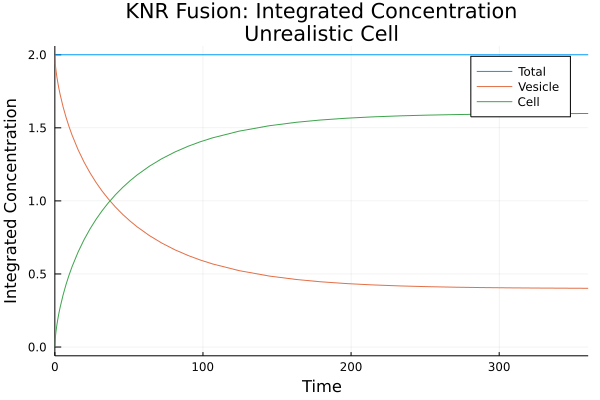 KNR Fusion: Integrated Concentration
Unrealistic Cell
Integrated Concentration
2.0
1.5
1.0
0.5
0.0
Total
Vesicle
Cell
0
100
200
300
Time